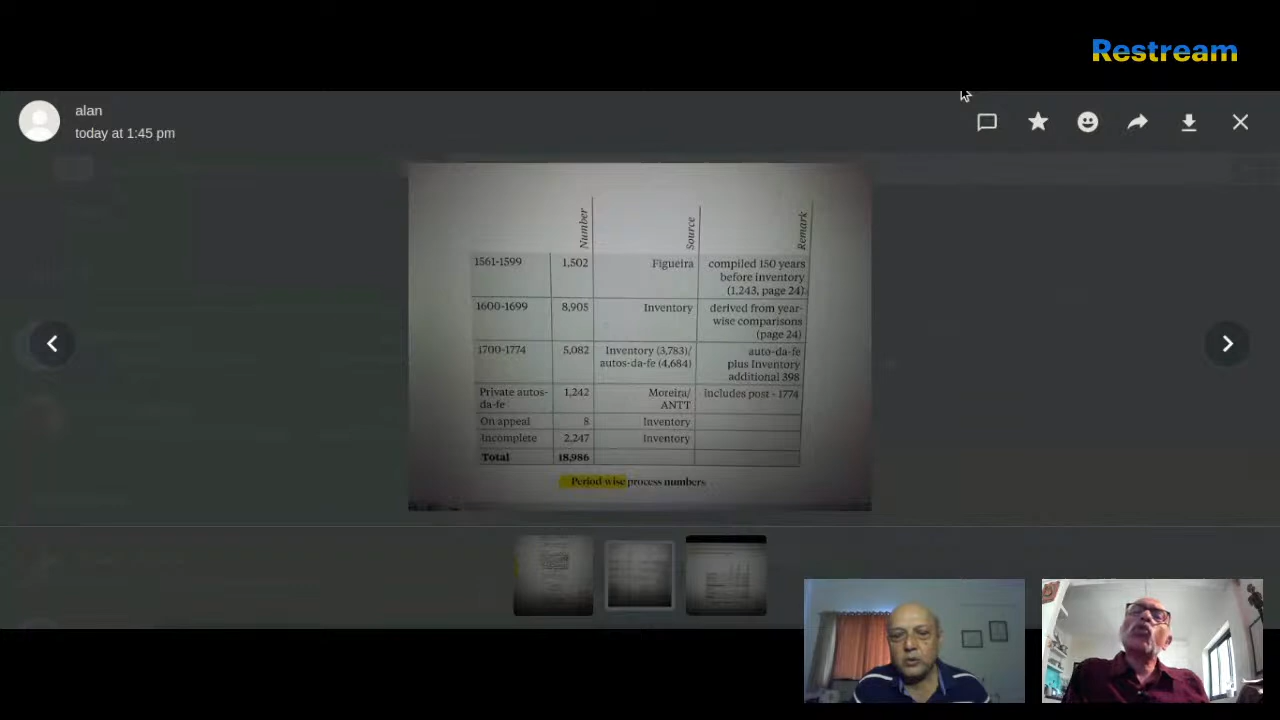 Restream
alan
today at 1:45 pm
Number
Source
Remark
1561-1599 1,502 Figueira compiled 150 years
before inventory
(1,243, page 24)
1600-1699 8,905 Inventory derived from year-
wise comparisons
(page 24)
1700-1774 5,082 Inventory (3,783)/ auto-da-fe
autos-da-fe (4,684) plus Inventory
additional 398
Private autos- 1,242 Moreira/ includes post - 1774
da-fe ANTT
On appeal 8 Inventory
Incomplete 2,247 Inventory
Total 18,986
Period wise process numbers